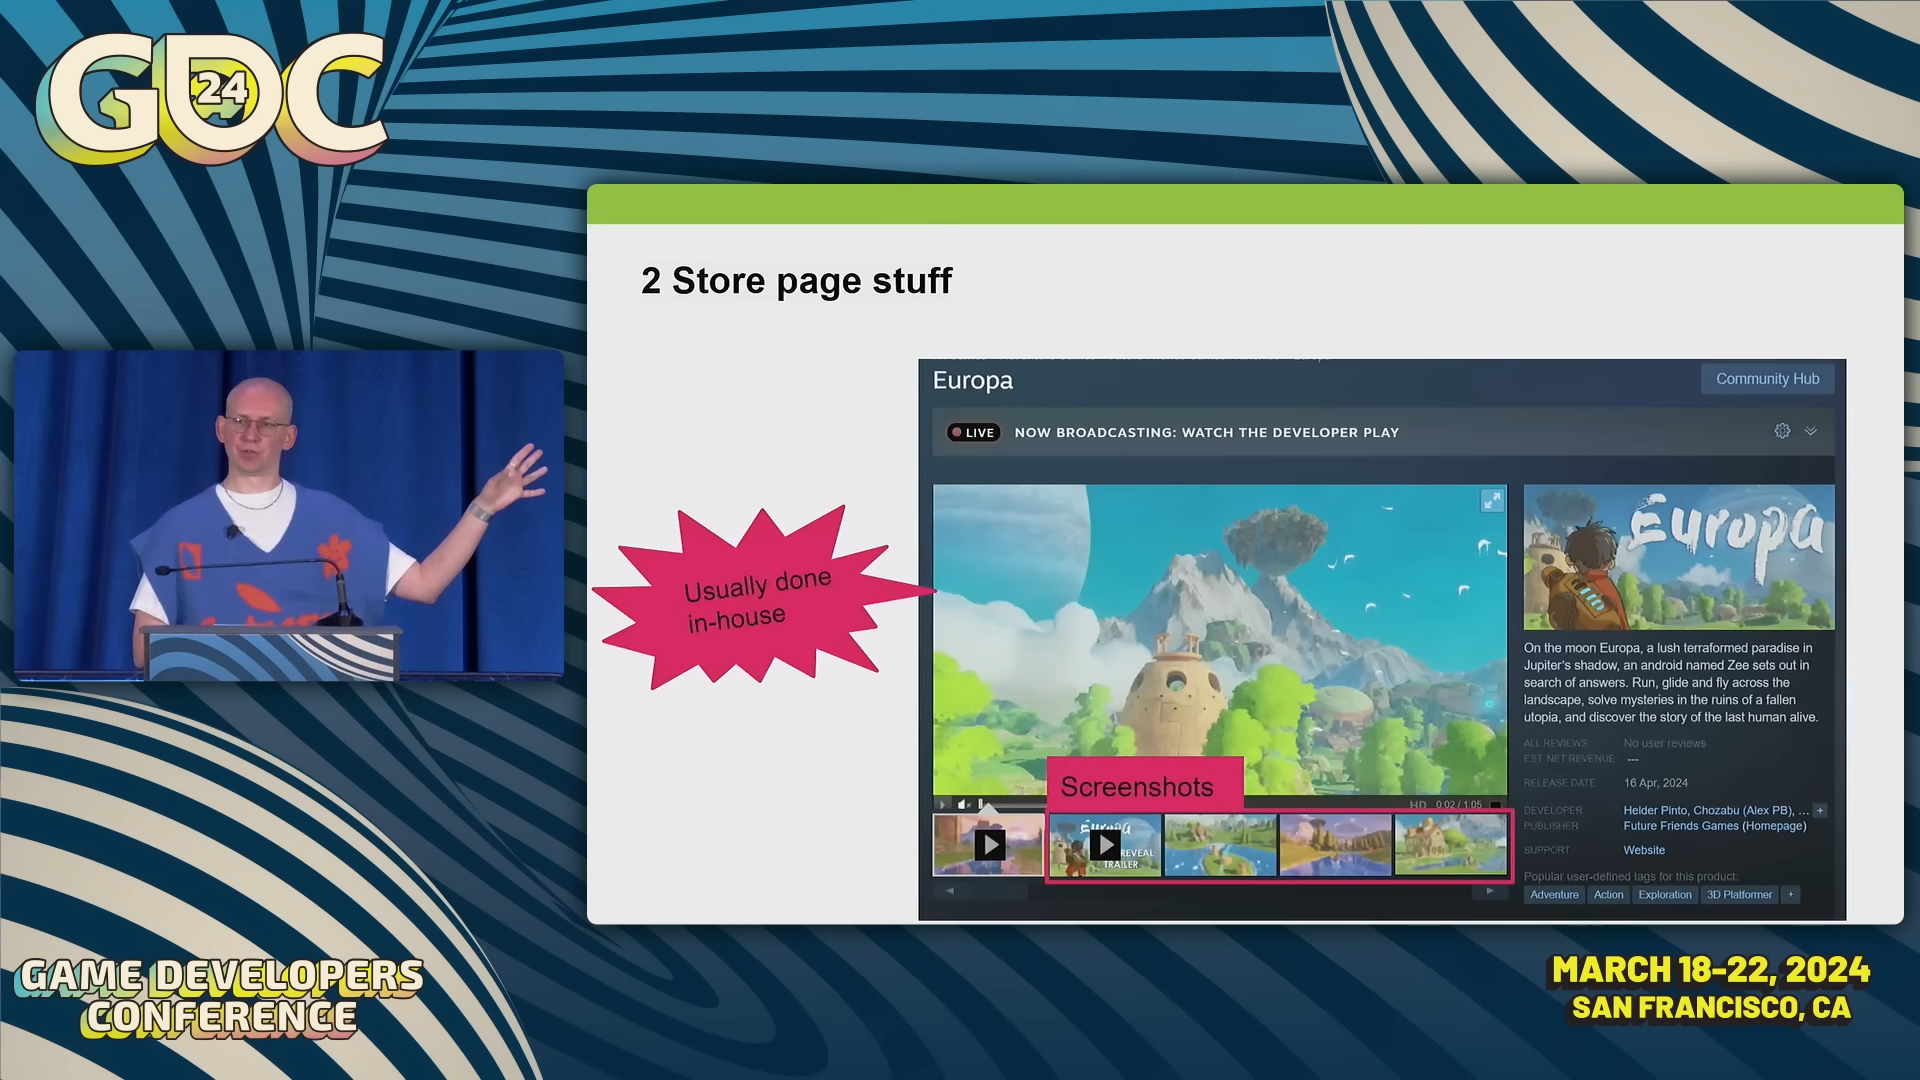 GDC
24
2 Store page stuff
Europa
Community Hub
LIVE
NOW BROADCASTING: WATCH THE DEVELOPER PLAY
Europa
Usually done
in-house
On the moon Europa, a lush terraformed paradise in
Jupiter's shadow, an android named Zee sets out in
search of answers. Run, glide and fly across the
landscape, solve mysteries in the ruins of a fallen
utopia, and discover the story of the last human alive.
ALL REVIEWS No user reviews
EST NET REVENUE ---
RELEASE DATE 16 Apr, 2024
DEVELOPER Helder Pinto, Chozabu (Alex PB), ... +
PUBLISHER Future Friends Games (Homepage)
SUPPORT Website
Popular user-defined tags for this product:
Adventure Action Exploration 3D Platformer +
Screenshots
HD 0:02 / 1:05
Europa
REVEAL
TRAILER
GAME DEVELOPERS
CONFERENCE
MARCH 18-22, 2024
SAN FRANCISCO, CA